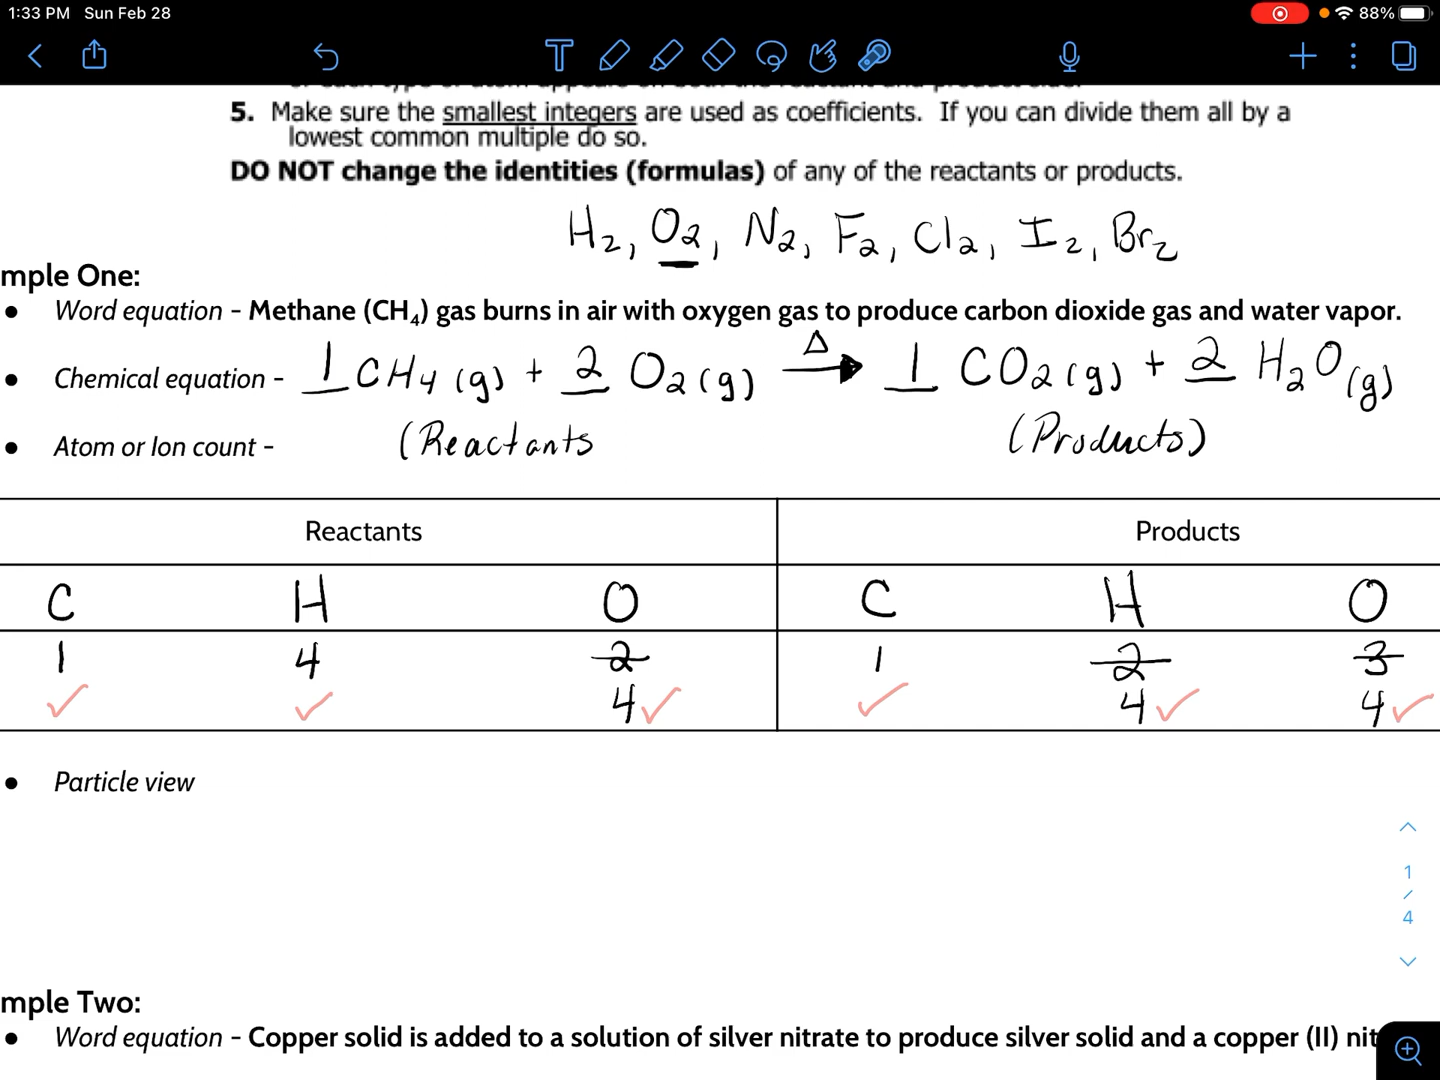 1:33 PM Sun Feb 28 88%
5. Make sure the smallest integers are used as coefficients. If you can divide them all by a
lowest common multiple do so.
DO NOT change the identities (formulas) of any of the reactants or products.
H₂, O₂, N₂, F₂, Cl₂, I₂, Br₂
mple One:
● Word equation - Methane (CH₄) gas burns in air with oxygen gas to produce carbon dioxide gas and water vapor.
● Chemical equation - 1 CH₄ (g) + 2 O₂ (g) Δ→ 1 CO₂ (g) + 2 H₂O (g)
● Atom or Ion count - (Reactants (Products)
Reactants Products
C H O C H O
1 4 2 1 2 3
✓ ✓ 4 ✓ ✓ 4 ✓ 4 ✓
● Particle view
1
/
4
mple Two:
● Word equation - Copper solid is added to a solution of silver nitrate to produce silver solid and a copper (II) nit